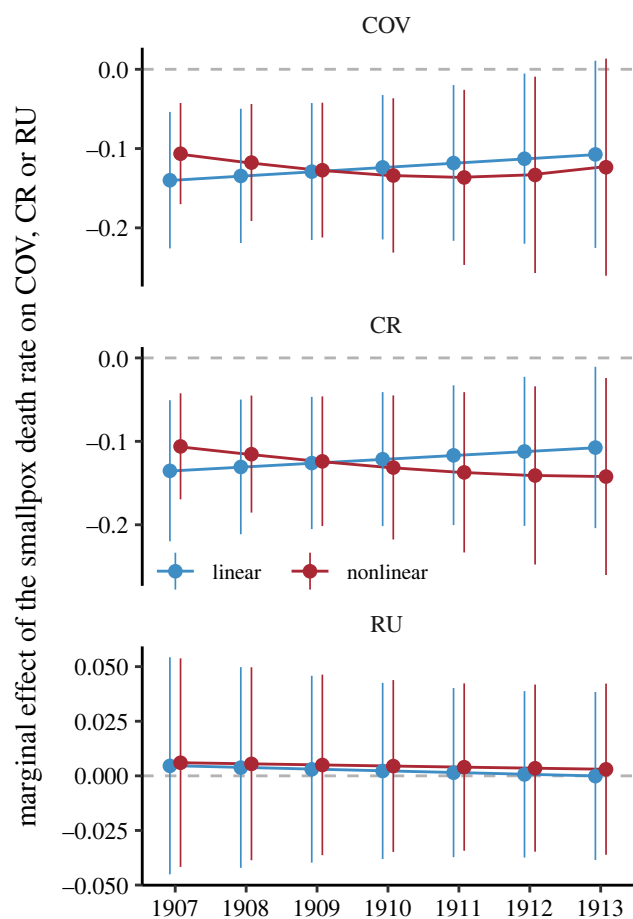 marginal effect of the smallpox death rate on COV, CR or RU
COV
0.0
−0.1
−0.2
CR
0.0
−0.1
−0.2
linear
nonlinear
RU
0.050
0.025
0.000
−0.025
−0.050
1907 1908 1909 1910 1911 1912 1913